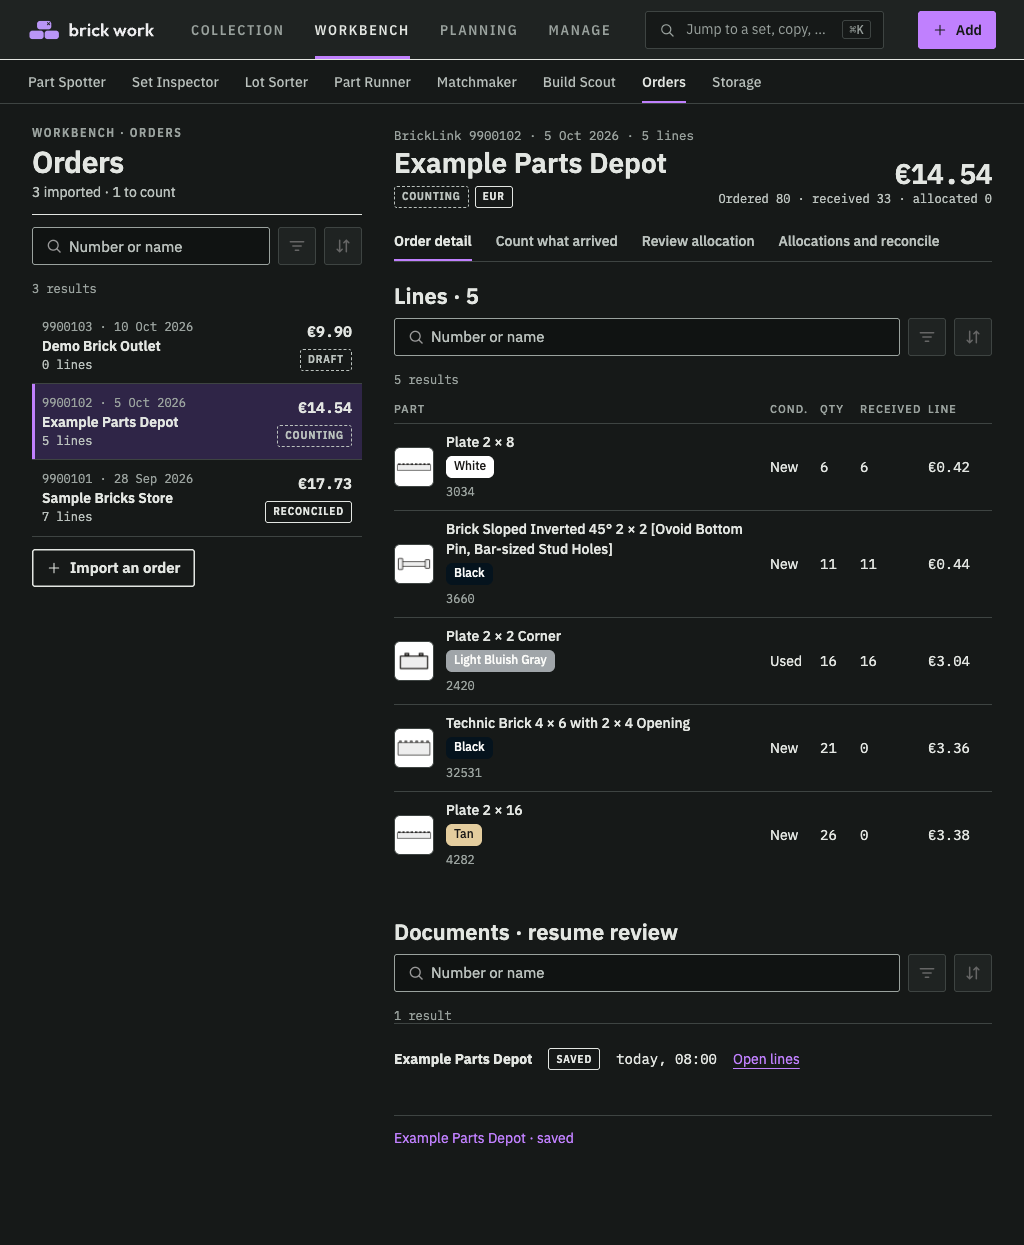 brick work
COLLECTION
WORKBENCH
PLANNING
MANAGE
Jump to a set, copy, ...
⌘K
+ Add
Part Spotter
Set Inspector
Lot Sorter
Part Runner
Matchmaker
Build Scout
Orders
Storage
WORKBENCH · ORDERS
Orders
3 imported · 1 to count
Number or name
3 results
9900103 · 10 Oct 2026
Demo Brick Outlet
0 lines
€9.90
DRAFT
9900102 · 5 Oct 2026
Example Parts Depot
5 lines
€14.54
COUNTING
9900101 · 28 Sep 2026
Sample Bricks Store
7 lines
€17.73
RECONCILED
+ Import an order
BrickLink 9900102 · 5 Oct 2026 · 5 lines
Example Parts Depot
COUNTING
EUR
€14.54
Ordered 80 · received 33 · allocated 0
Order detail
Count what arrived
Review allocation
Allocations and reconcile
Lines · 5
Number or name
5 results
PART COND. QTY RECEIVED LINE
Plate 2 × 8
White
3034
New 6 6 €0.42
Brick Sloped Inverted 45° 2 × 2 [Ovoid Bottom
Pin, Bar-sized Stud Holes]
Black
3660
New 11 11 €0.44
Plate 2 × 2 Corner
Light Bluish Gray
2420
Used 16 16 €3.04
Technic Brick 4 × 6 with 2 × 4 Opening
Black
32531
New 21 0 €3.36
Plate 2 × 16
Tan
4282
New 26 0 €3.38
Documents · resume review
Number or name
1 result
Example Parts Depot SAVED today, 08:00 Open lines
Example Parts Depot · saved